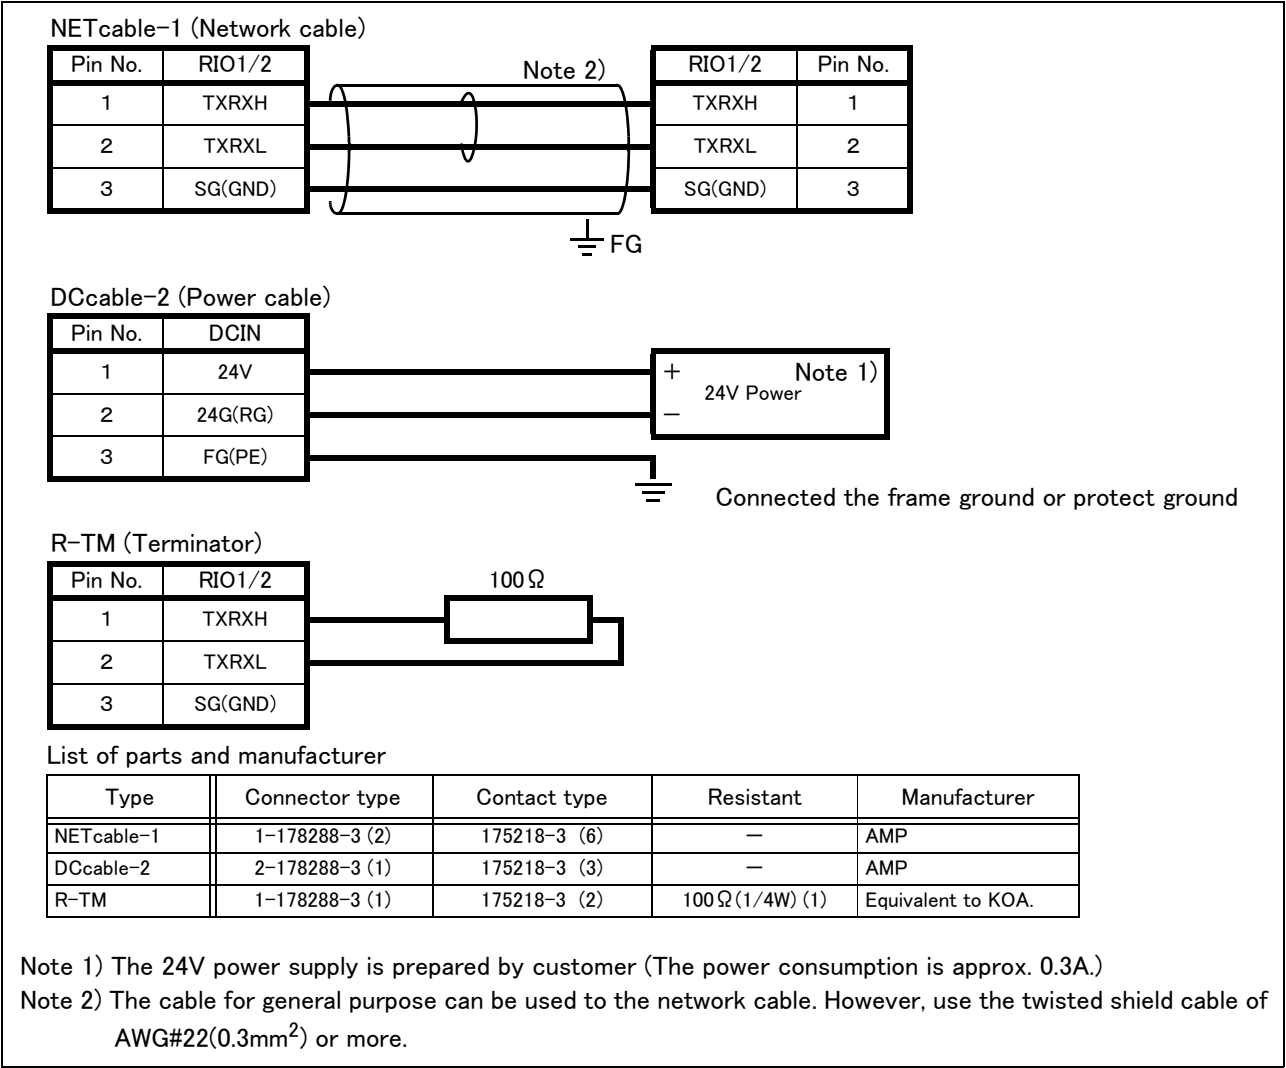 NETcable-1 (Network cable)
Pin No. RIO1/2
1 TXRXH
2 TXRXL
3 SG(GND)
Note 2)
RIO1/2 Pin No.
TXRXH 1
TXRXL 2
SG(GND) 3
FG
DCcable-2 (Power cable)
Pin No. DCIN
1 24V
2 24G(RG)
3 FG(PE)
+ Note 1)
24V Power
−
Connected the frame ground or protect ground
R-TM (Terminator)
Pin No. RIO1/2
1 TXRXH
2 TXRXL
3 SG(GND)
100Ω
List of parts and manufacturer
Type Connector type Contact type Resistant Manufacturer
NETcable-1 1-178288-3 (2) 175218-3 (6) − AMP
DCcable-2 2-178288-3 (1) 175218-3 (3) − AMP
R-TM 1-178288-3 (1) 175218-3 (2) 100Ω(1/4W) (1) Equivalent to KOA.
Note 1) The 24V power supply is prepared by customer (The power consumption is approx. 0.3A.)
Note 2) The cable for general purpose can be used to the network cable. However, use the twisted shield cable of
AWG#22(0.3mm²) or more.